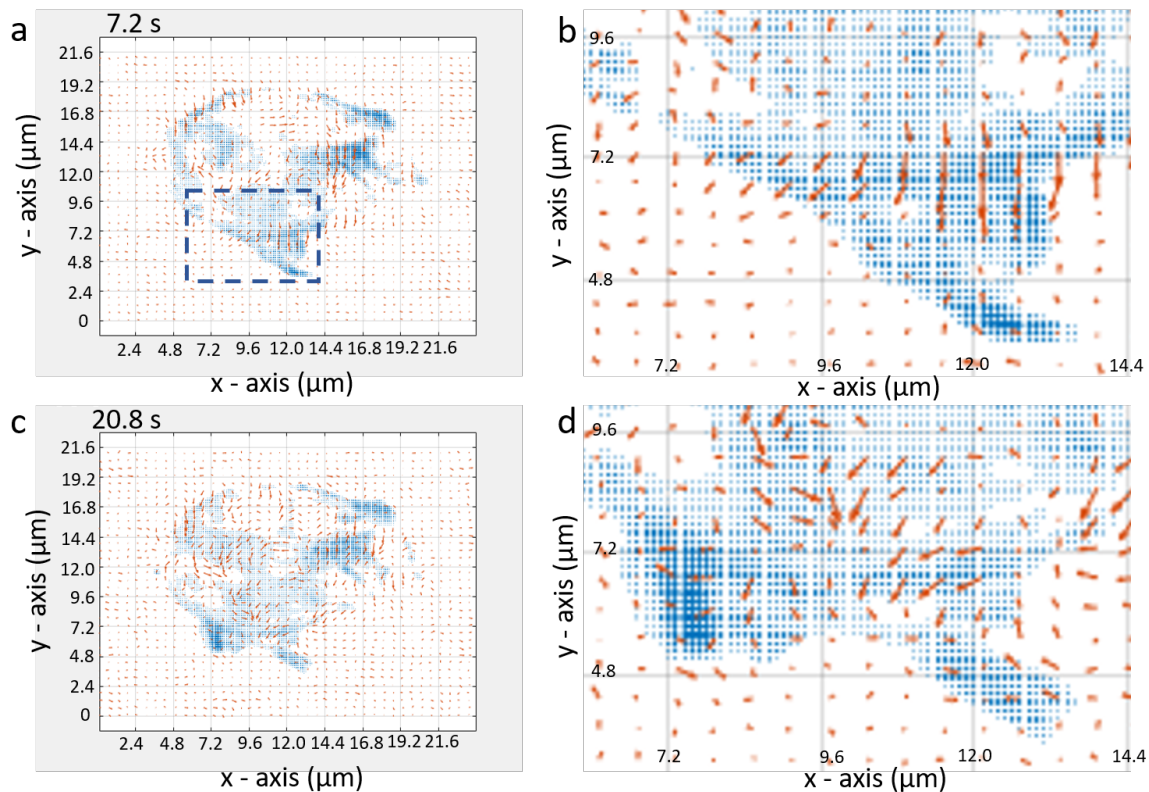 a
7.2 s
21.6
19.2
16.8
14.4
12.0
9.6
7.2
4.8
2.4
0
y - axis (μm)
2.4 4.8 7.2 9.6 12.0 14.4 16.8 19.2 21.6
x - axis (μm)
b
9.6
7.2
4.8
y - axis (μm)
7.2 9.6 12.0 14.4
x - axis (μm)
c
20.8 s
21.6
19.2
16.8
14.4
12.0
9.6
7.2
4.8
2.4
0
y - axis (μm)
2.4 4.8 7.2 9.6 12.0 14.4 16.8 19.2 21.6
x - axis (μm)
d
9.6
7.2
4.8
y - axis (μm)
7.2 9.6 12.0 14.4
x - axis (μm)